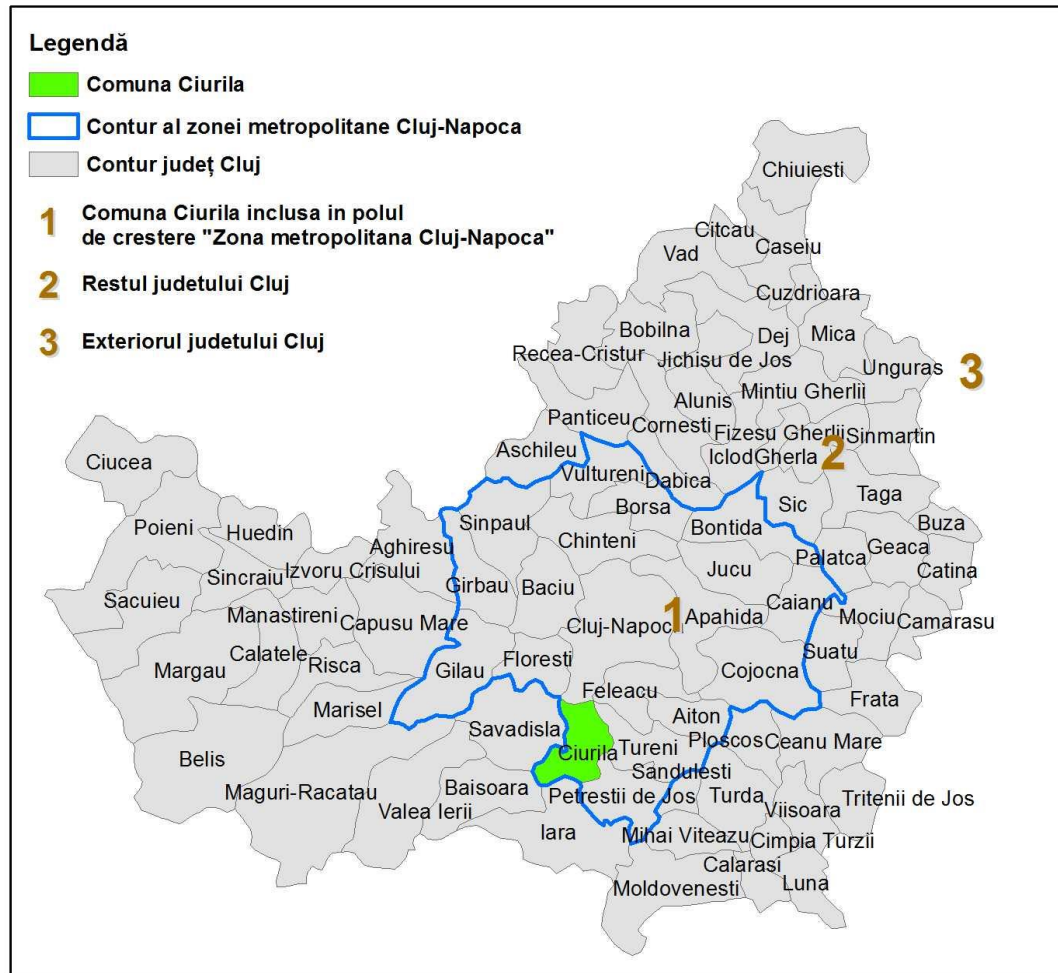 Legendă
Comuna Ciurila
Contur al zonei metropolitane Cluj-Napoca
Contur județ Cluj
1 Comuna Ciurila inclusa in polul
de crestere "Zona metropolitana Cluj-Napoca"
2 Restul judetului Cluj
3 Exteriorul judetului Cluj
Chiuiesti
Citcau
Vad
Caseiu
Cuzdrioara
Bobilna
Dej
Mica
Recea-Cristur
Jichisu de Jos
Unguras
3
Mintiu Gherlii
Alunis
Panticeu
Cornesti
Fizesu Gherlii
Sinmartin
Aschileu
Iclod
Gherla
2
Ciucea
Vultureni
Dabica
Borsa
Sic
Taga
Poieni
Huedin
Sinpaul
Bontida
Buza
Aghiresu
Chinteni
Palatca
Geaca
Sincraiu
Izvoru Crisului
Jucu
Catina
Sacuieu
Girbau
Baciu
Caianu
Manastireni
Capusu Mare
Cluj-Napoc
1
Apahida
Mociu
Camarasu
Margau
Calatele
Risca
Gilau
Floresti
Cojocna
Suatu
Marisel
Feleacu
Frata
Savadisla
Aiton
Belis
Ciurila
Tureni
Ploscos
Ceanu Mare
Sandulesti
Maguri-Racatau
Baisoara
Petrestii de Jos
Turda
Tritenii de Jos
Valea Ierii
Viisoara
Iara
Mihai Viteazu
Cimpia Turzii
Calarasi
Moldovenesti
Luna